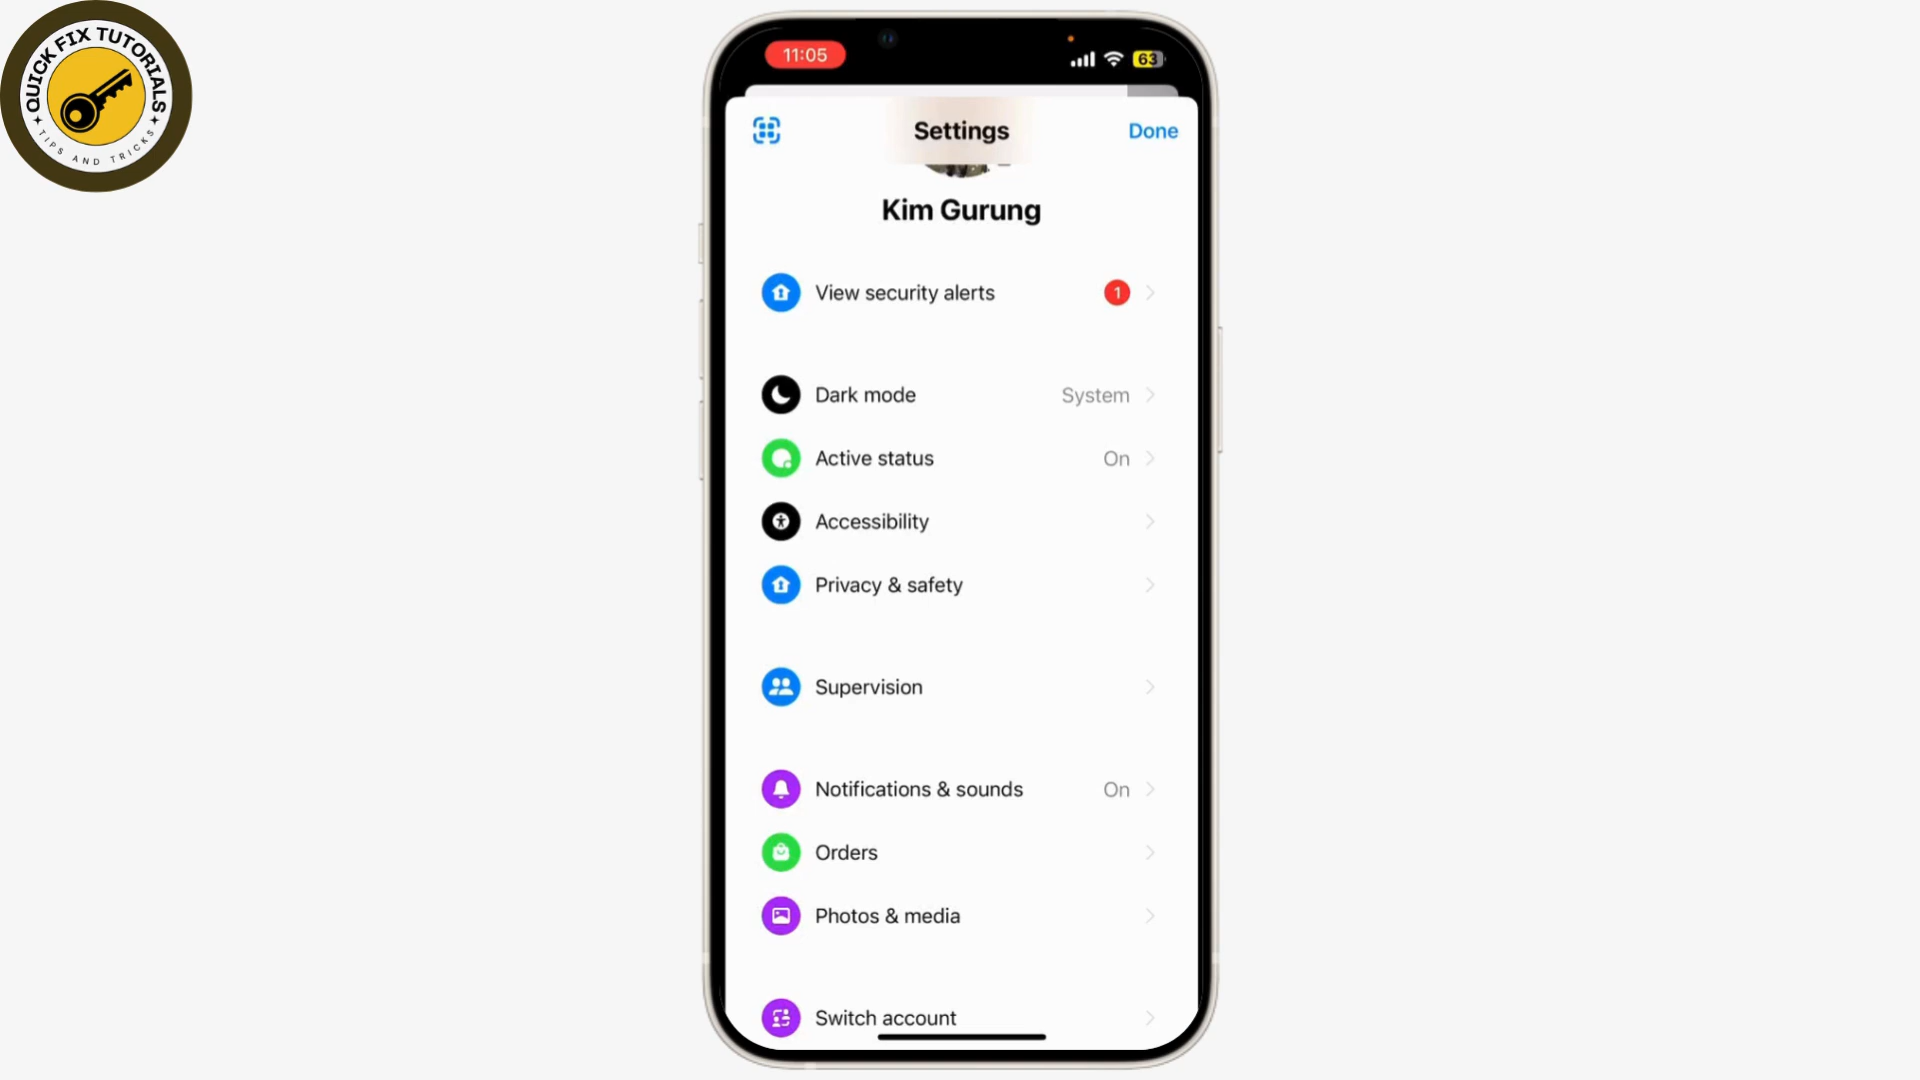 QUICK FIX TUTORIALS
TIPS AND TRICKS
11:05
63
Settings
Done
Kim Gurung
View security alerts
1
Dark mode
System
Active status
On
Accessibility
Privacy & safety
Supervision
Notifications & sounds
On
Orders
Photos & media
Switch account